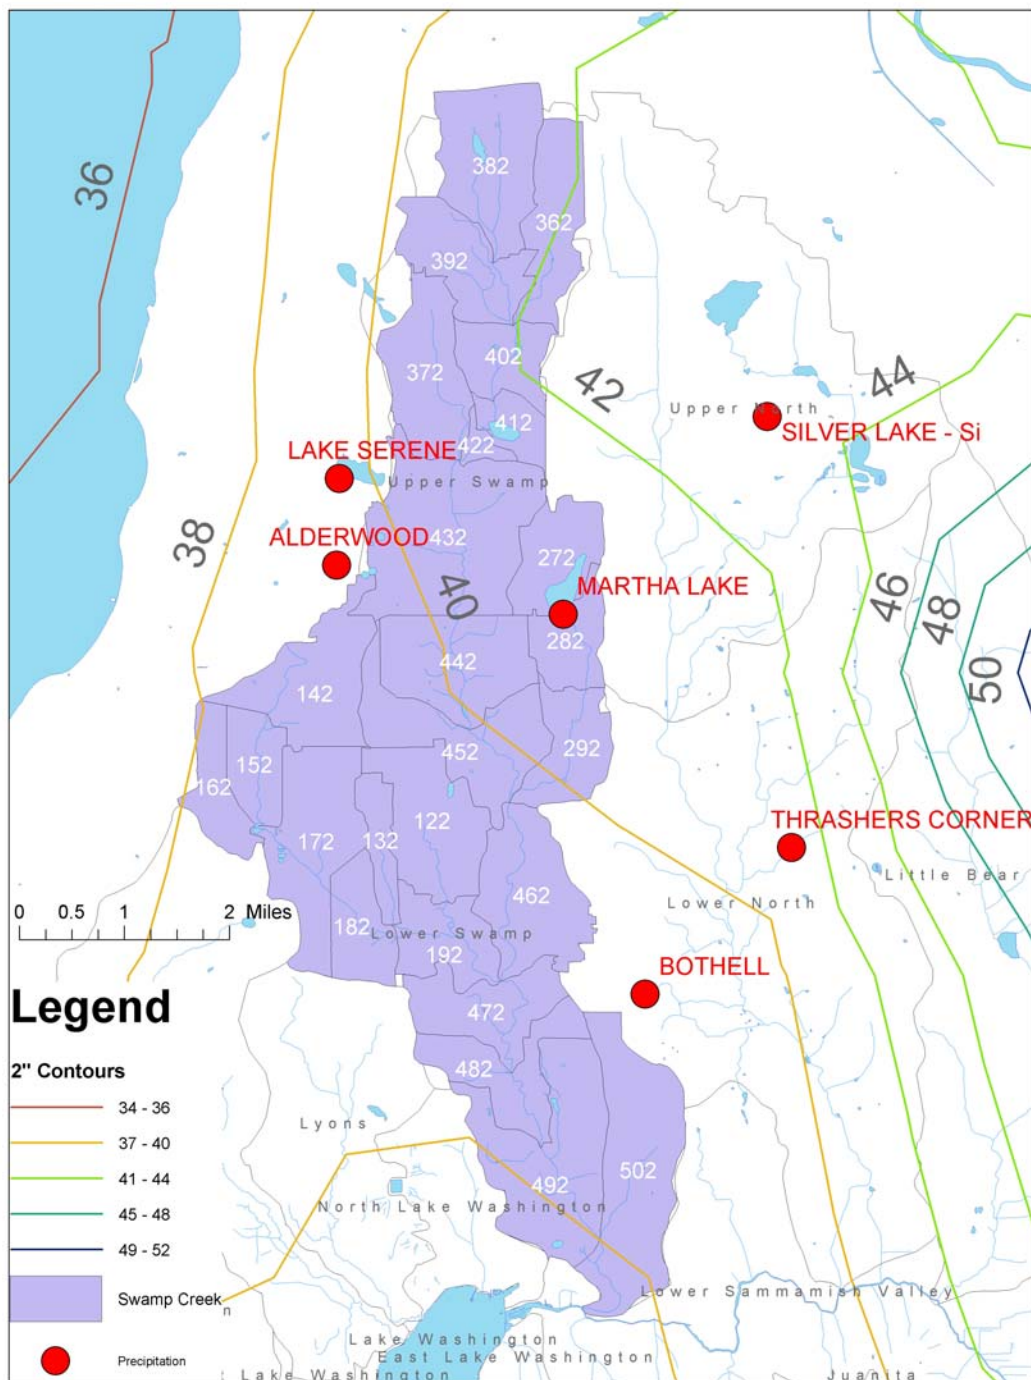 36
382
362
392
402
372
42
44
Upper North
412
SILVER LAKE - Si
422
LAKE SERENE
Upper Swamp
38
ALDERWOOD
432
272
40
MARTHA LAKE
46
48
50
282
442
142
292
452
152
162
THRASHERS CORNER
122
172
132
Little Bear
462
Lower North
0 0.5 1 2 Miles
182
Lower Swamp
192
BOTHELL
Legend
472
2" Contours
482
34 - 36
Lyons
37 - 40
502
492
41 - 44
North Lake Washington
45 - 48
49 - 52
Lower Sammamish Valley
Swamp Creek
n
Lake Washington
East Lake Washington
Precipitation
t Lake Washington
Juanita